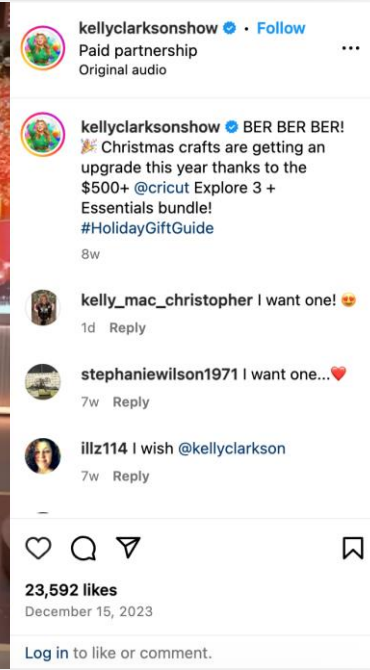 kellyclarksonshow • Follow
Paid partnership
Original audio
kellyclarksonshow BER BER BER!
🎉 Christmas crafts are getting an
upgrade this year thanks to the
$500+ @cricut Explore 3 +
Essentials bundle!
#HolidayGiftGuide
8w
kelly_mac_christopher I want one! 😍
1d Reply
stephaniewilson1971 I want one...❤️
7w Reply
illz114 I wish @kellyclarkson
7w Reply
23,592 likes
December 15, 2023
Log in to like or comment.